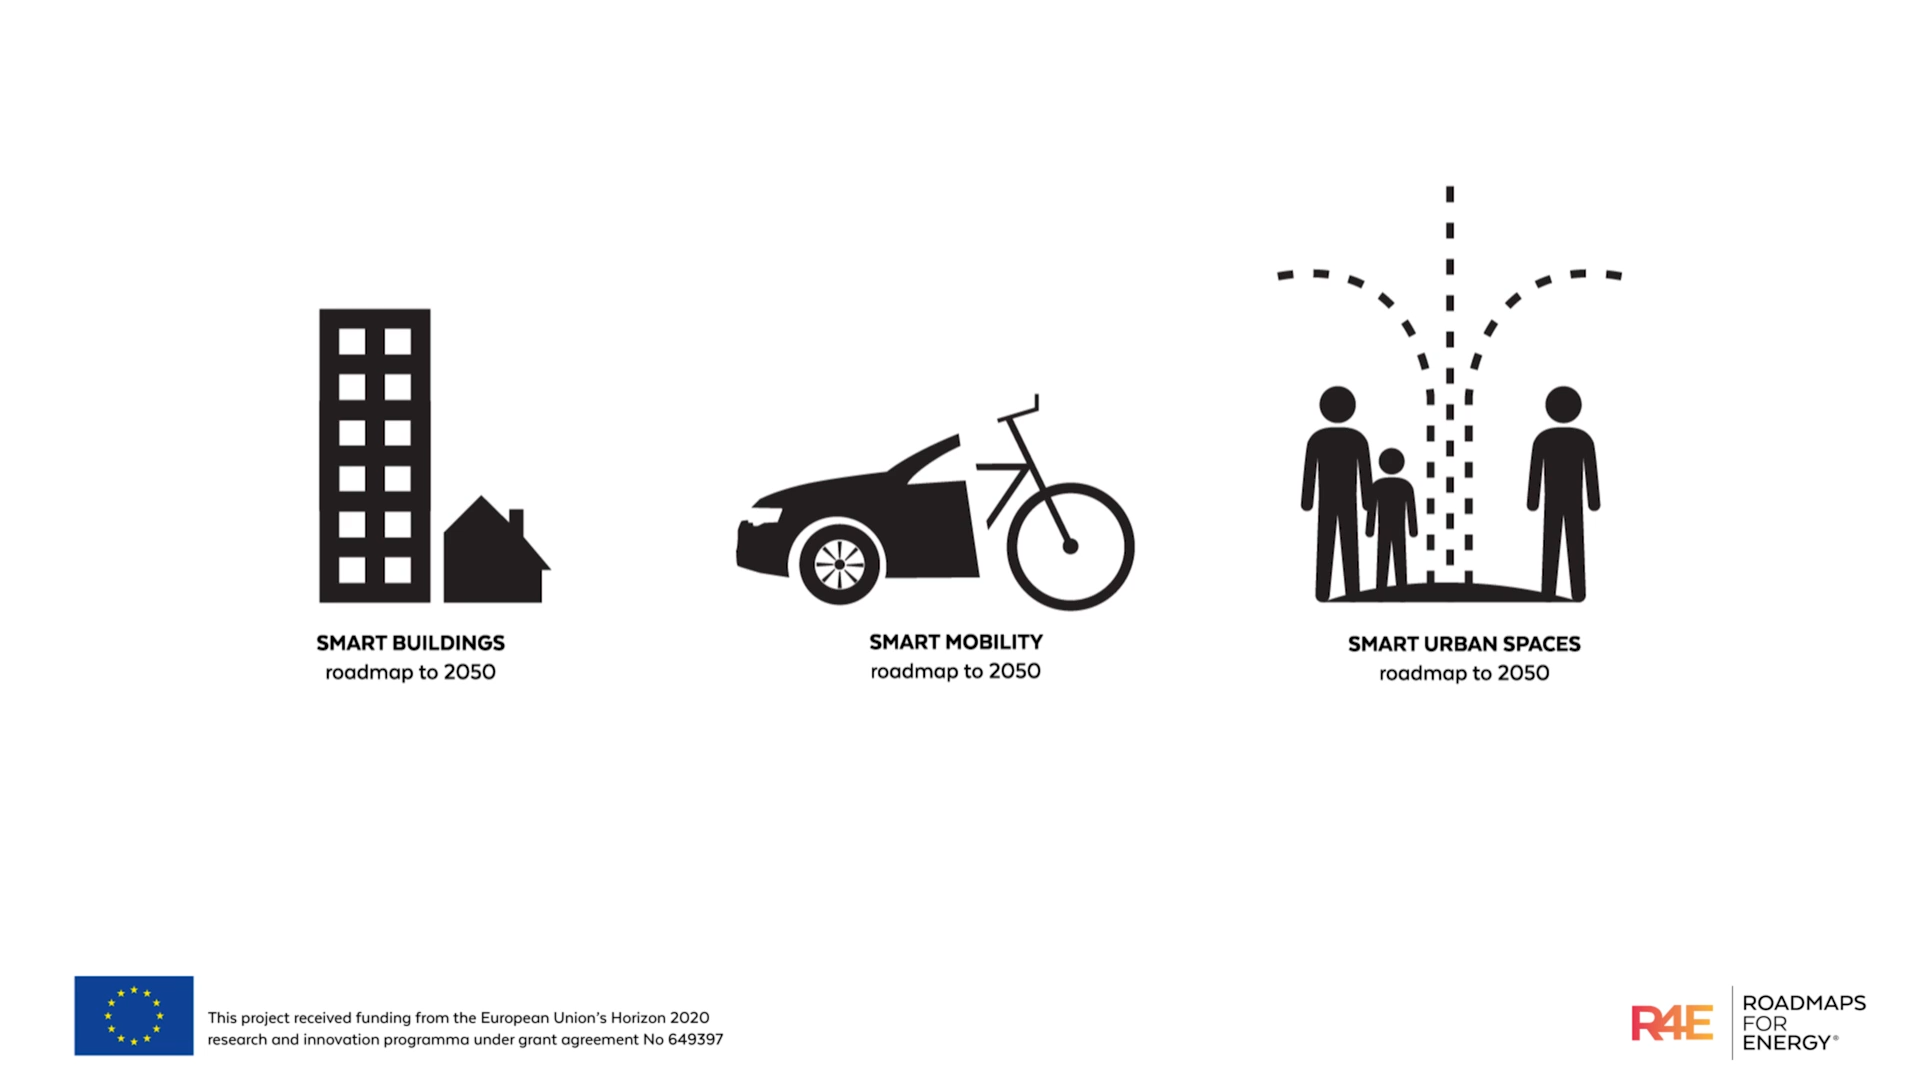 SMART BUILDINGS
roadmap to 2050
SMART MOBILITY
roadmap to 2050
SMART URBAN SPACES
roadmap to 2050
This project received funding from the European Union's Horizon 2020
research and innovation programma under grant agreement No 649397
R4E
ROADMAPS
FOR
ENERGY®